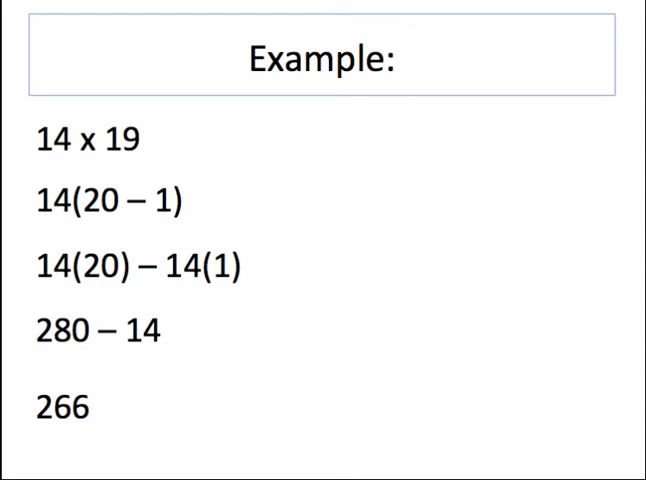 Example:
14 x 19
14(20 – 1)
14(20) – 14(1)
280 – 14
266